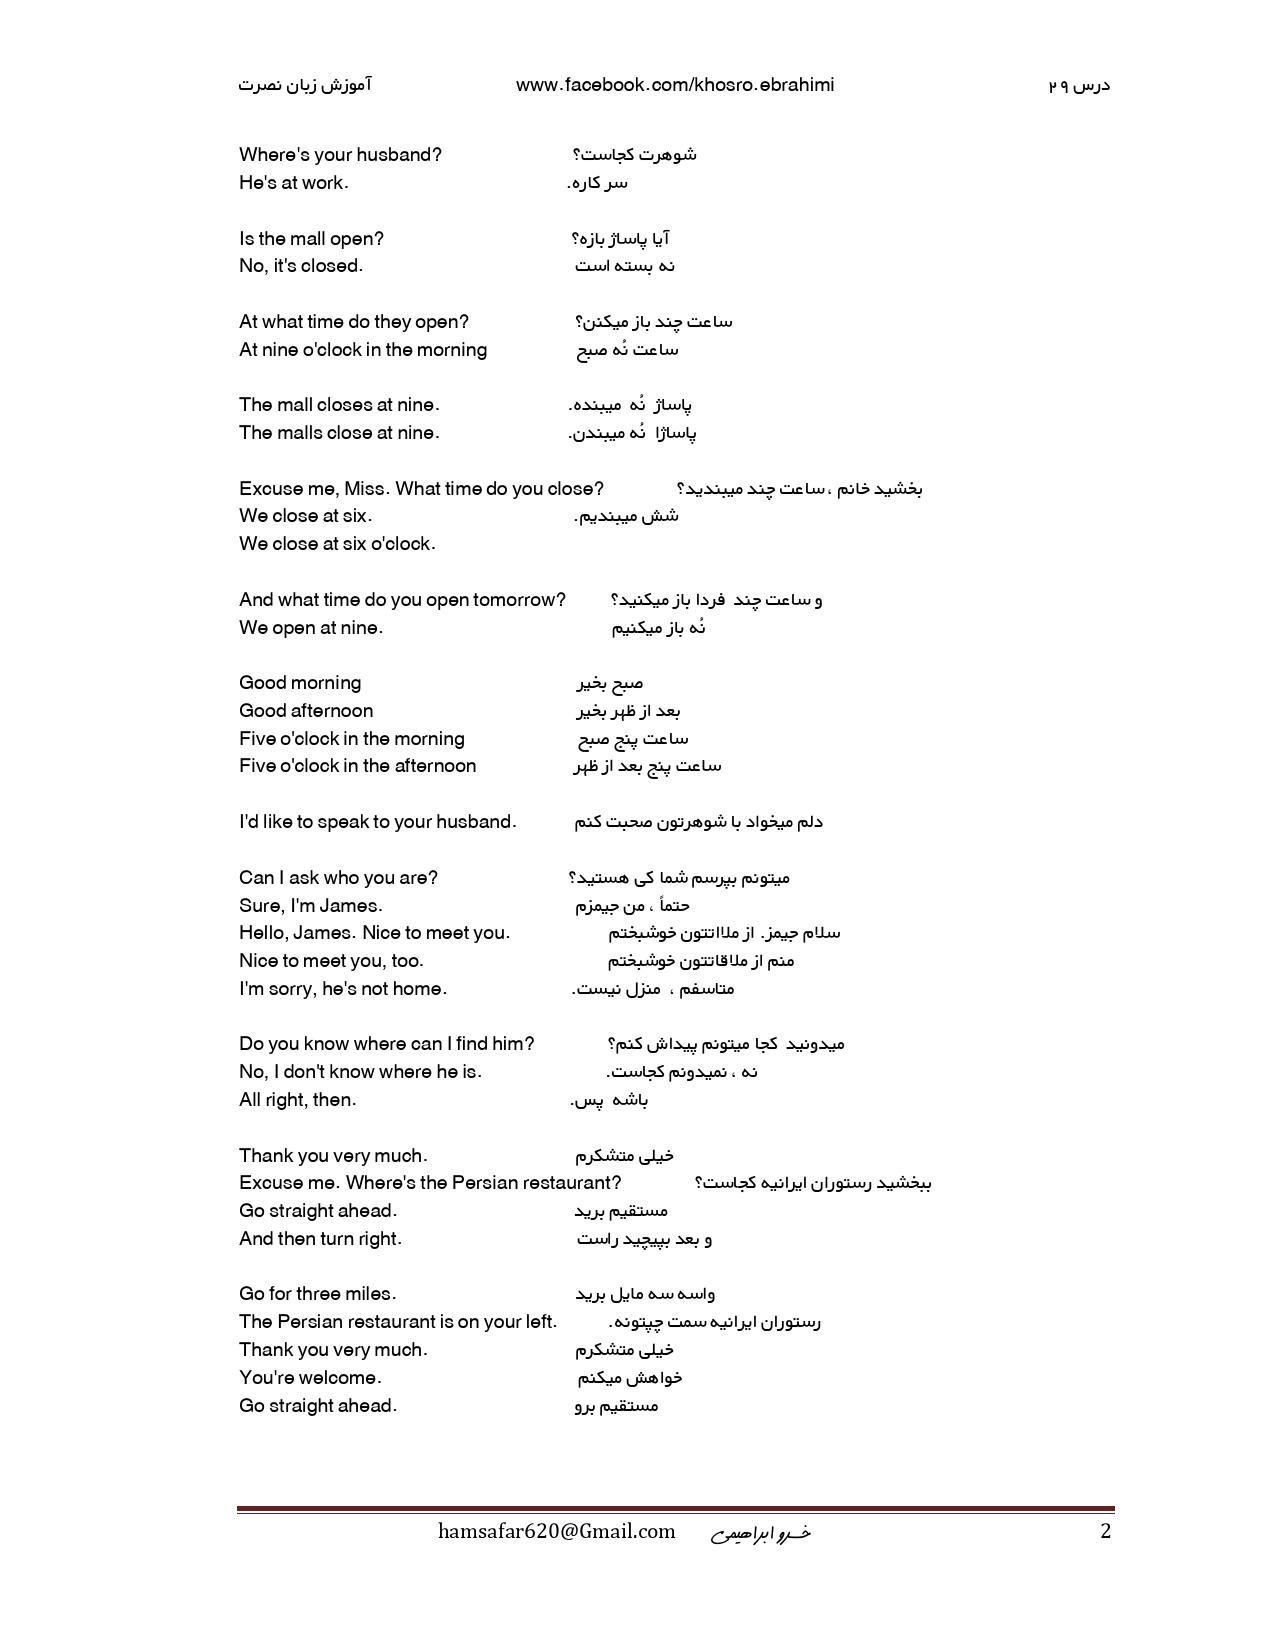 آموزش زبان نصرت www.facebook.com/khosro.ebrahimi درس ۲۹
Where's your husband? شوهرت کجاست؟
He's at work. سر کاره.
Is the mall open? آیا پاساژ بازه؟
No, it's closed. نه بسته است
At what time do they open? ساعت چند باز میکنن؟
At nine o'clock in the morning ساعت نُه صبح
The mall closes at nine. پاساژ نُه میبنده.
The malls close at nine. پاساژا نُه میبندن.
Excuse me, Miss. What time do you close? بخشید خانم ، ساعت چند میبندید؟
We close at six. شش میبندیم.
We close at six o'clock.
And what time do you open tomorrow? و ساعت چند فردا باز میکنید؟
We open at nine. نُه باز میکنیم
Good morning صبح بخیر
Good afternoon بعد از ظهر بخیر
Five o'clock in the morning ساعت پنج صبح
Five o'clock in the afternoon ساعت پنج بعد از ظهر
I'd like to speak to your husband. دلم میخواد با شوهرتون صحبت کنم
Can I ask who you are? میتونم بپرسم شما کی هستید؟
Sure, I'm James. حتماً ، من جیمزم
Hello, James. Nice to meet you. سلام جیمز. از ملااتتون خوشبختم
Nice to meet you, too. منم از ملاقاتتون خوشبختم
I'm sorry, he's not home. متاسفم ، منزل نیست.
Do you know where can I find him? میدونید کجا میتونم پیداش کنم؟
No, I don't know where he is. نه ، نمیدونم کجاست.
All right, then. باشه پس.
Thank you very much. خیلی متشکرم
Excuse me. Where's the Persian restaurant? ببخشید رستوران ایرانیه کجاست؟
Go straight ahead. مستقیم برید
And then turn right. و بعد بپیچید راست
Go for three miles. واسه سه مایل برید
The Persian restaurant is on your left. رستوران ایرانیه سمت چپتونه.
Thank you very much. خیلی متشکرم
You're welcome. خواهش میکنم
Go straight ahead. مستقیم برو
hamsafar620@Gmail.com خسرو ابراهیمی 2